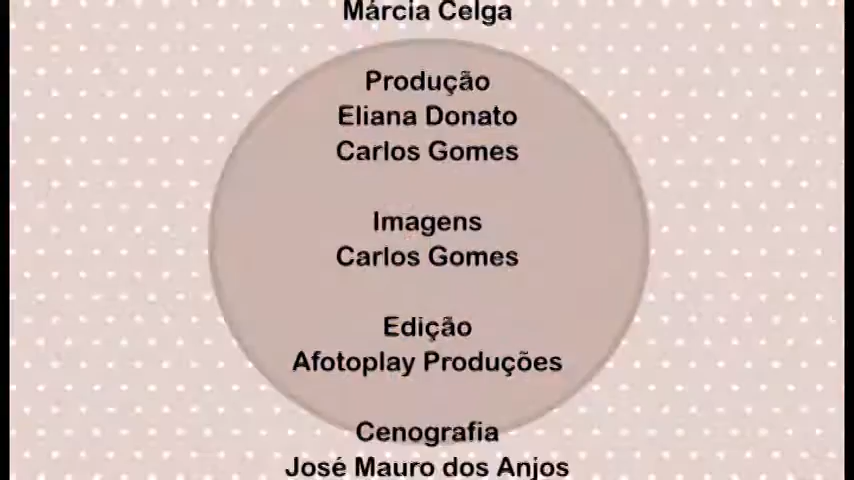 Márcia Celga
Produção
Eliana Donato
Carlos Gomes
Imagens
Carlos Gomes
Edição
Afotoplay Produções
Cenografia
José Mauro dos Anjos